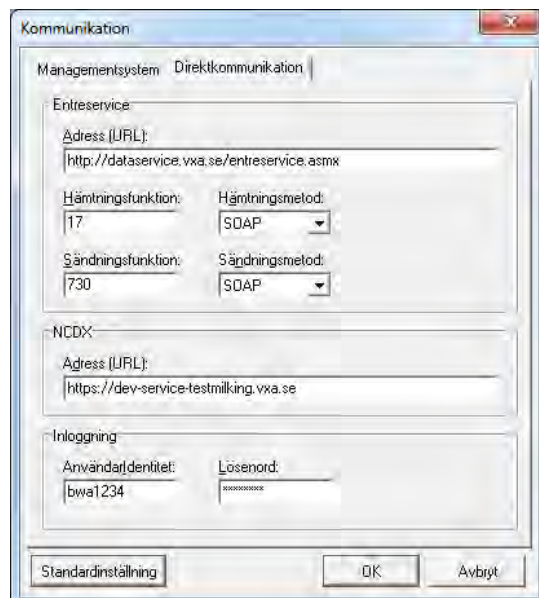 Kommunikation
Managementsystem Direktkommunikation
Entreservice
Adress (URL):
http://dataservice.vxa.se/entreservice.asmx
Hämtningsfunktion: Hämtningsmetod:
17 SOAP
Sändningsfunktion: Sändningsmetod:
730 SOAP
NCDX
Adress (URL):
https://dev-service-testmilking.vxa.se
Inloggning
AnvändarIdentitet: Lösenord:
bwa1234 ********
Standardinställning OK Avbryt